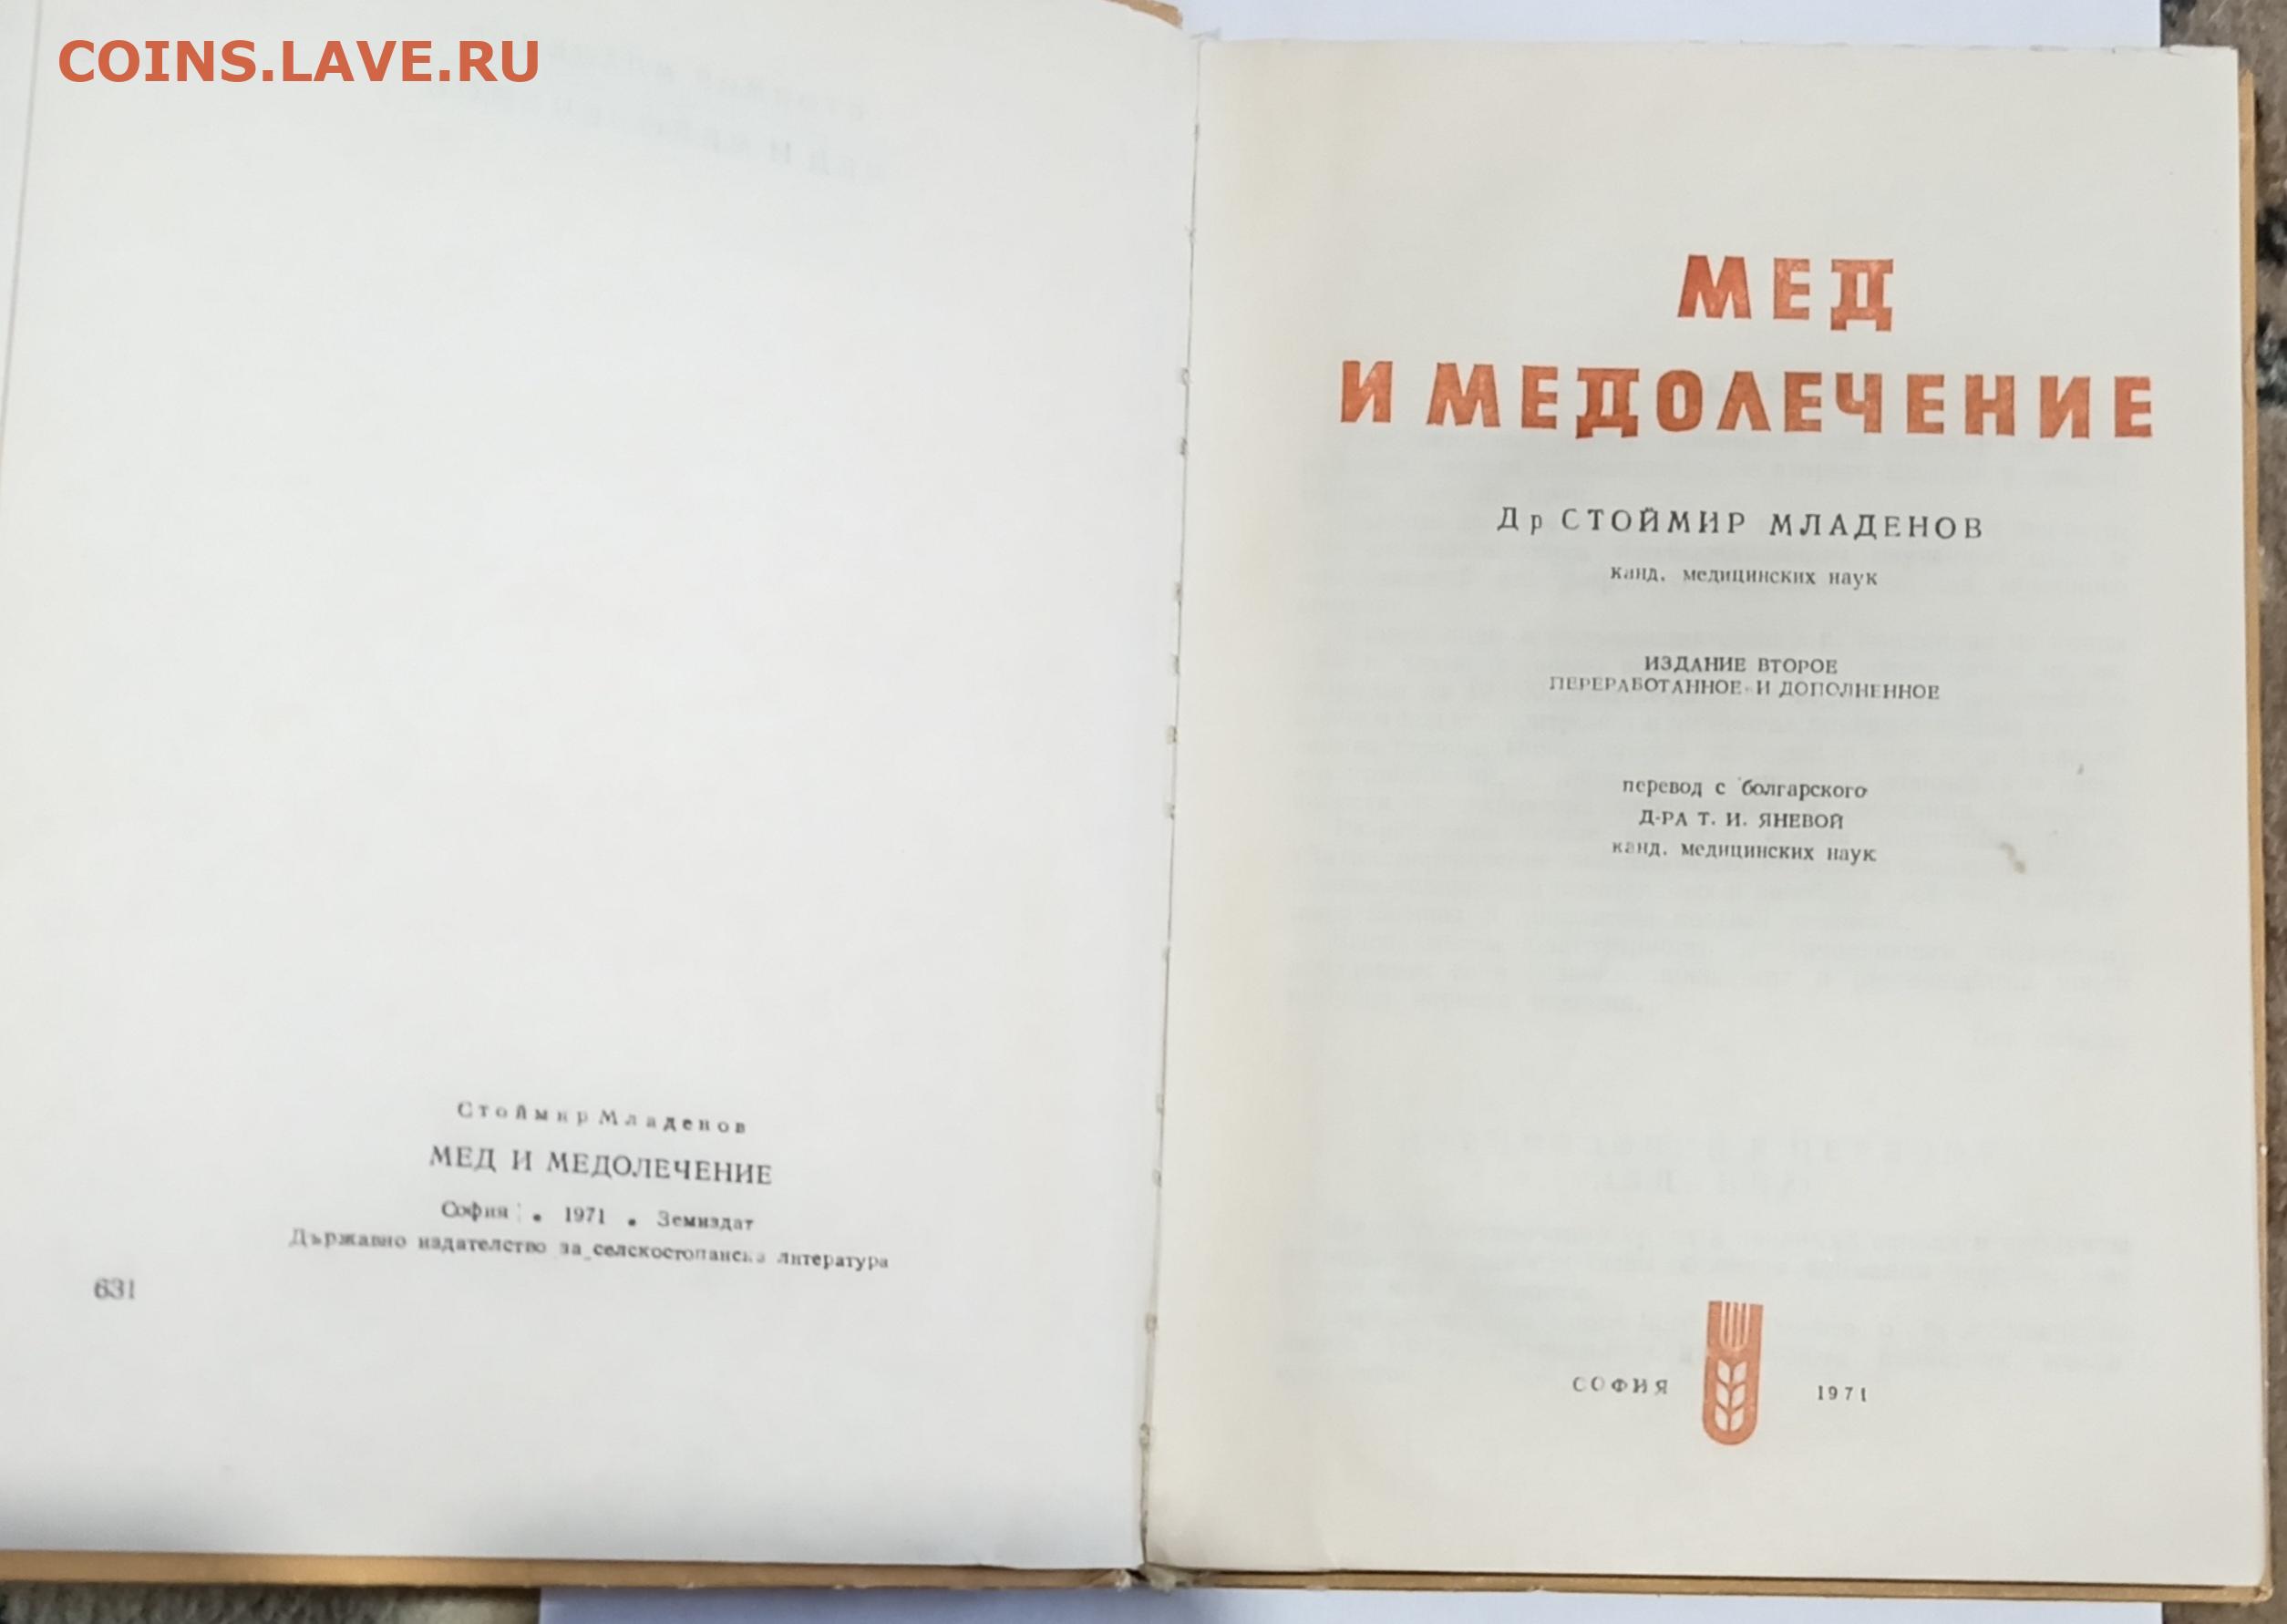 COINS.LAVE.RU
Стоймир Младенов
МЕД И МЕДОЛЕЧЕНИЕ
София • 1971 • Земиздат
Държавно издателство за селскостопанска литература
631
МЕД
И МЕДОЛЕЧЕНИЕ
Др СТОЙМИР МЛАДЕНОВ
канд. медицинских наук
ИЗДАНИЕ ВТОРОЕ
ПЕРЕРАБОТАННОЕ И ДОПОЛНЕННОЕ
перевод с болгарского
Д-РА Т. И. ЯНЕВОЙ
канд. медицинских наук
СОФИЯ 1971